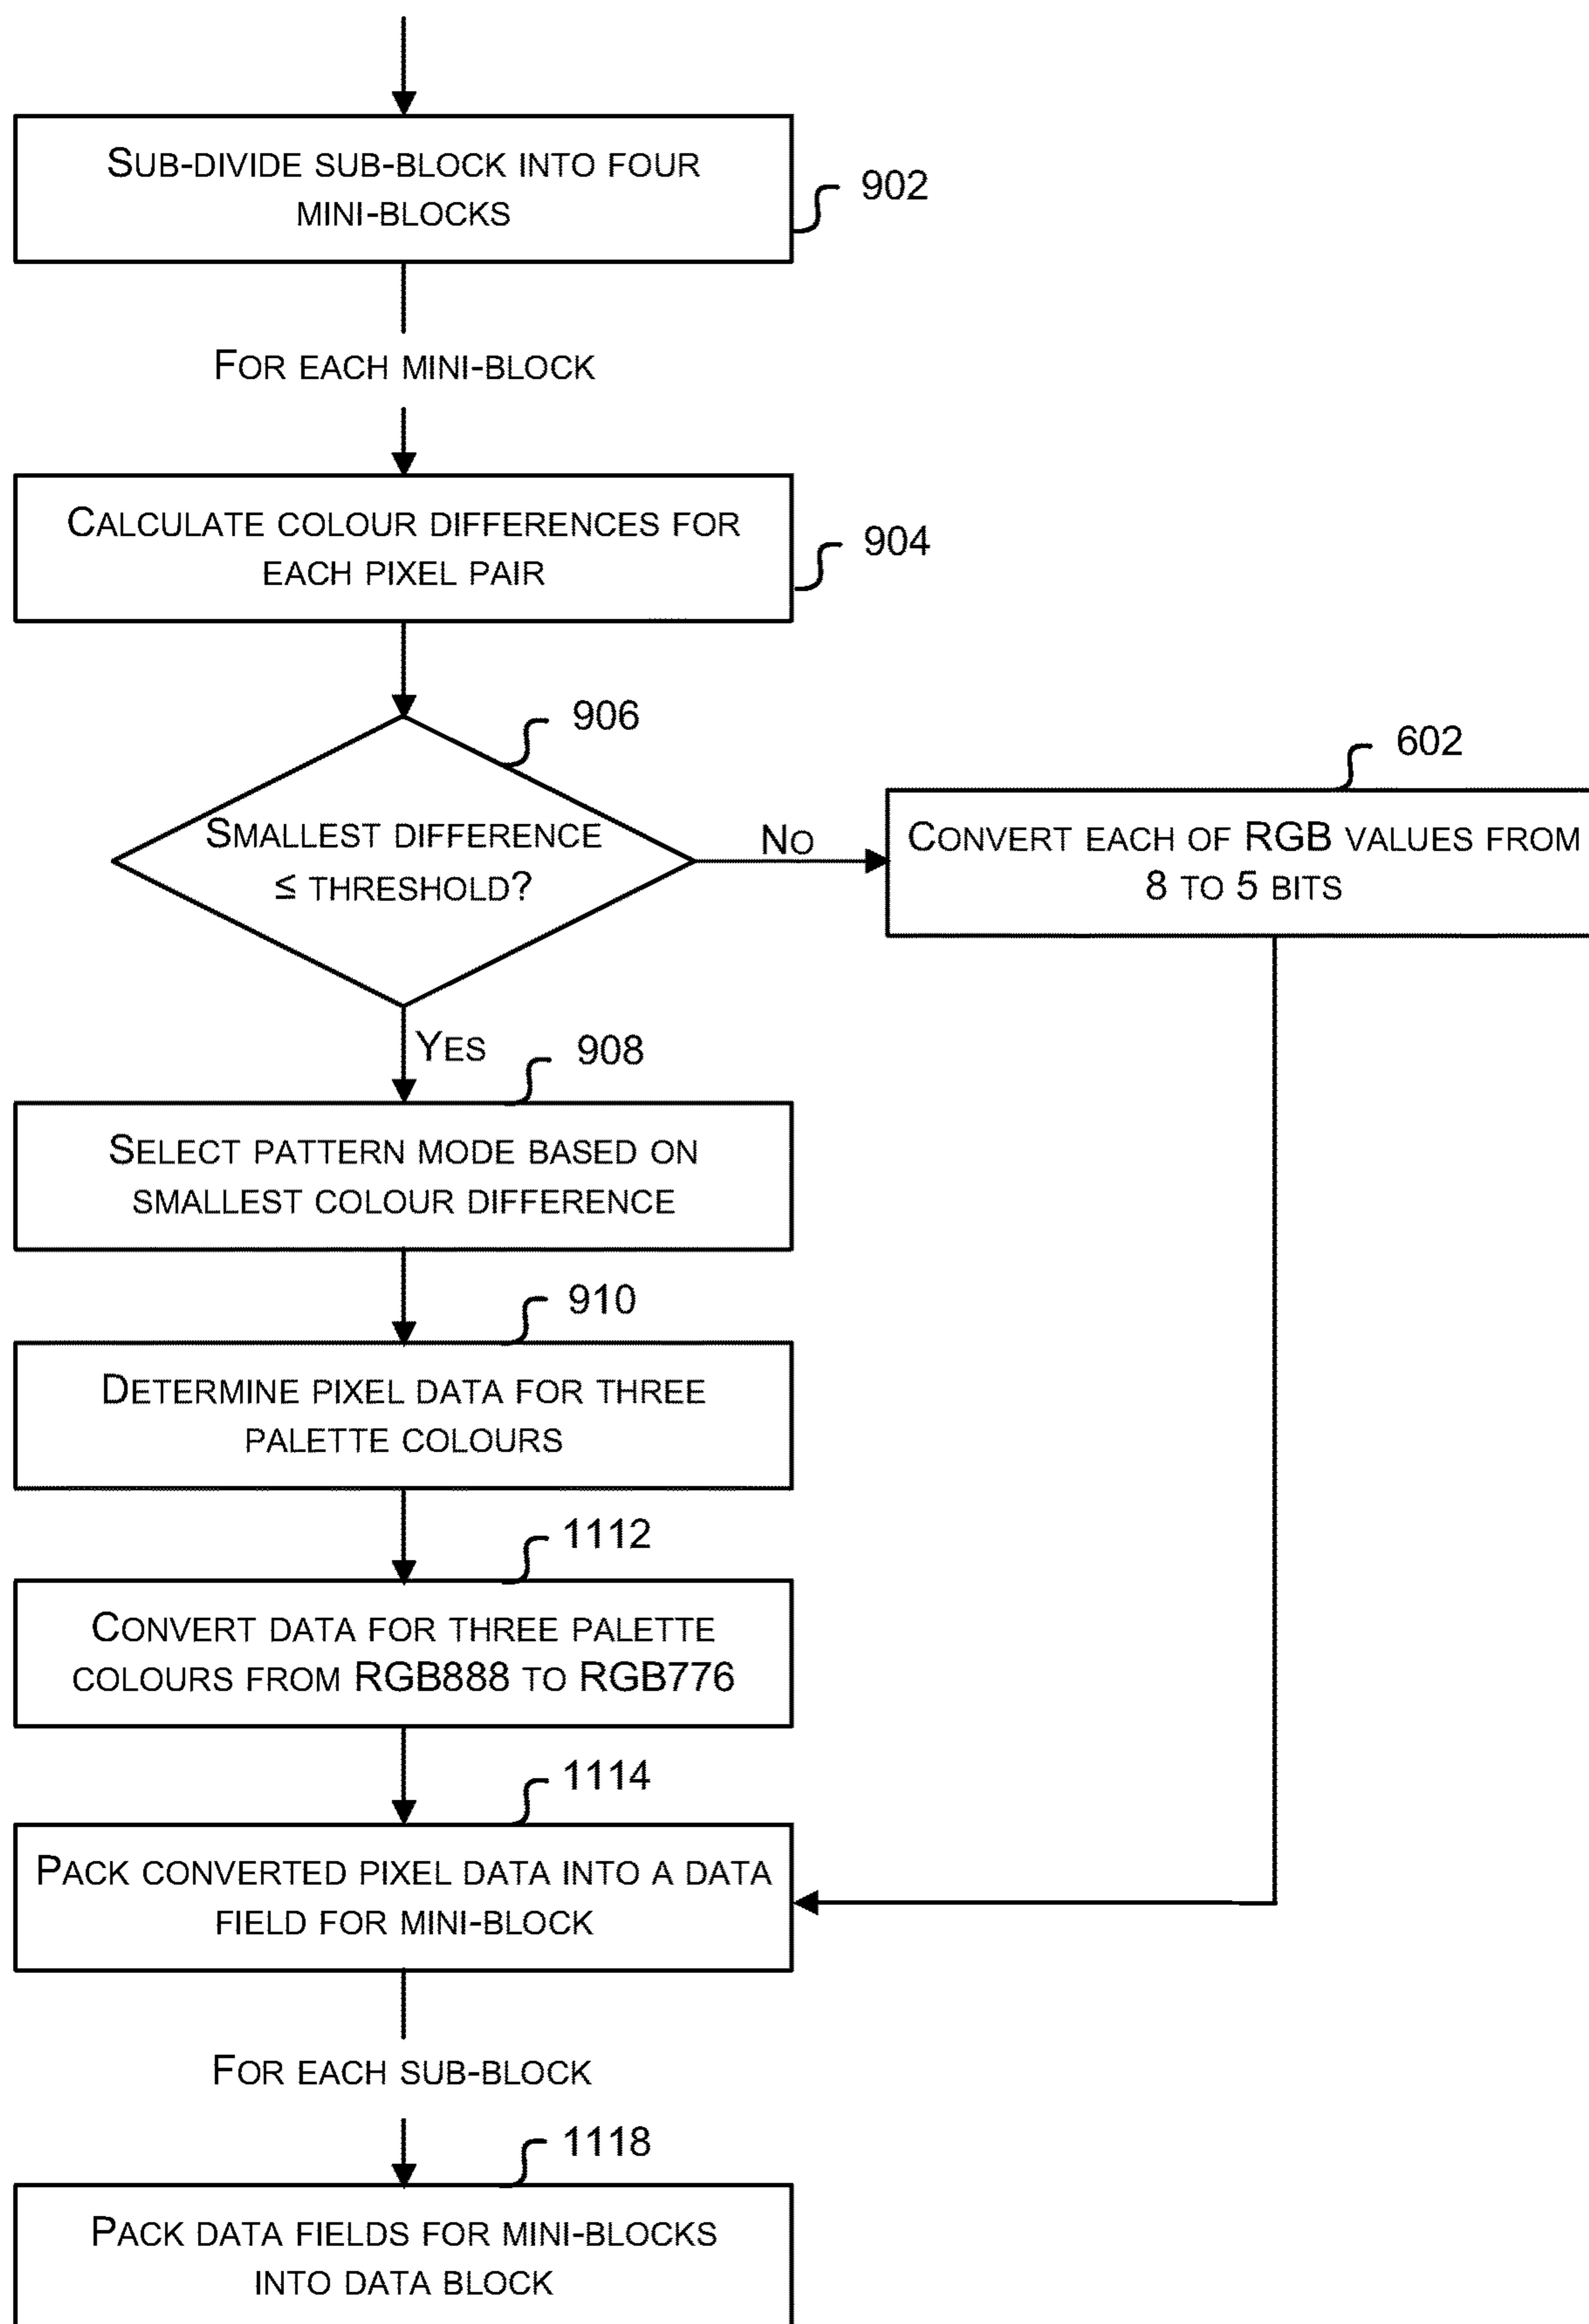 Sub-divide sub-block into four
mini-blocks
902
For each mini-block
Calculate colour differences for
each pixel pair
904
906
Smallest difference
≤ threshold?
No
602
Convert each of RGB values from
8 to 5 bits
Yes
908
Select pattern mode based on
smallest colour difference
910
Determine pixel data for three
palette colours
1112
Convert data for three palette
colours from RGB888 to RGB776
1114
Pack converted pixel data into a data
field for mini-block
For each sub-block
1118
Pack data fields for mini-blocks
into data block